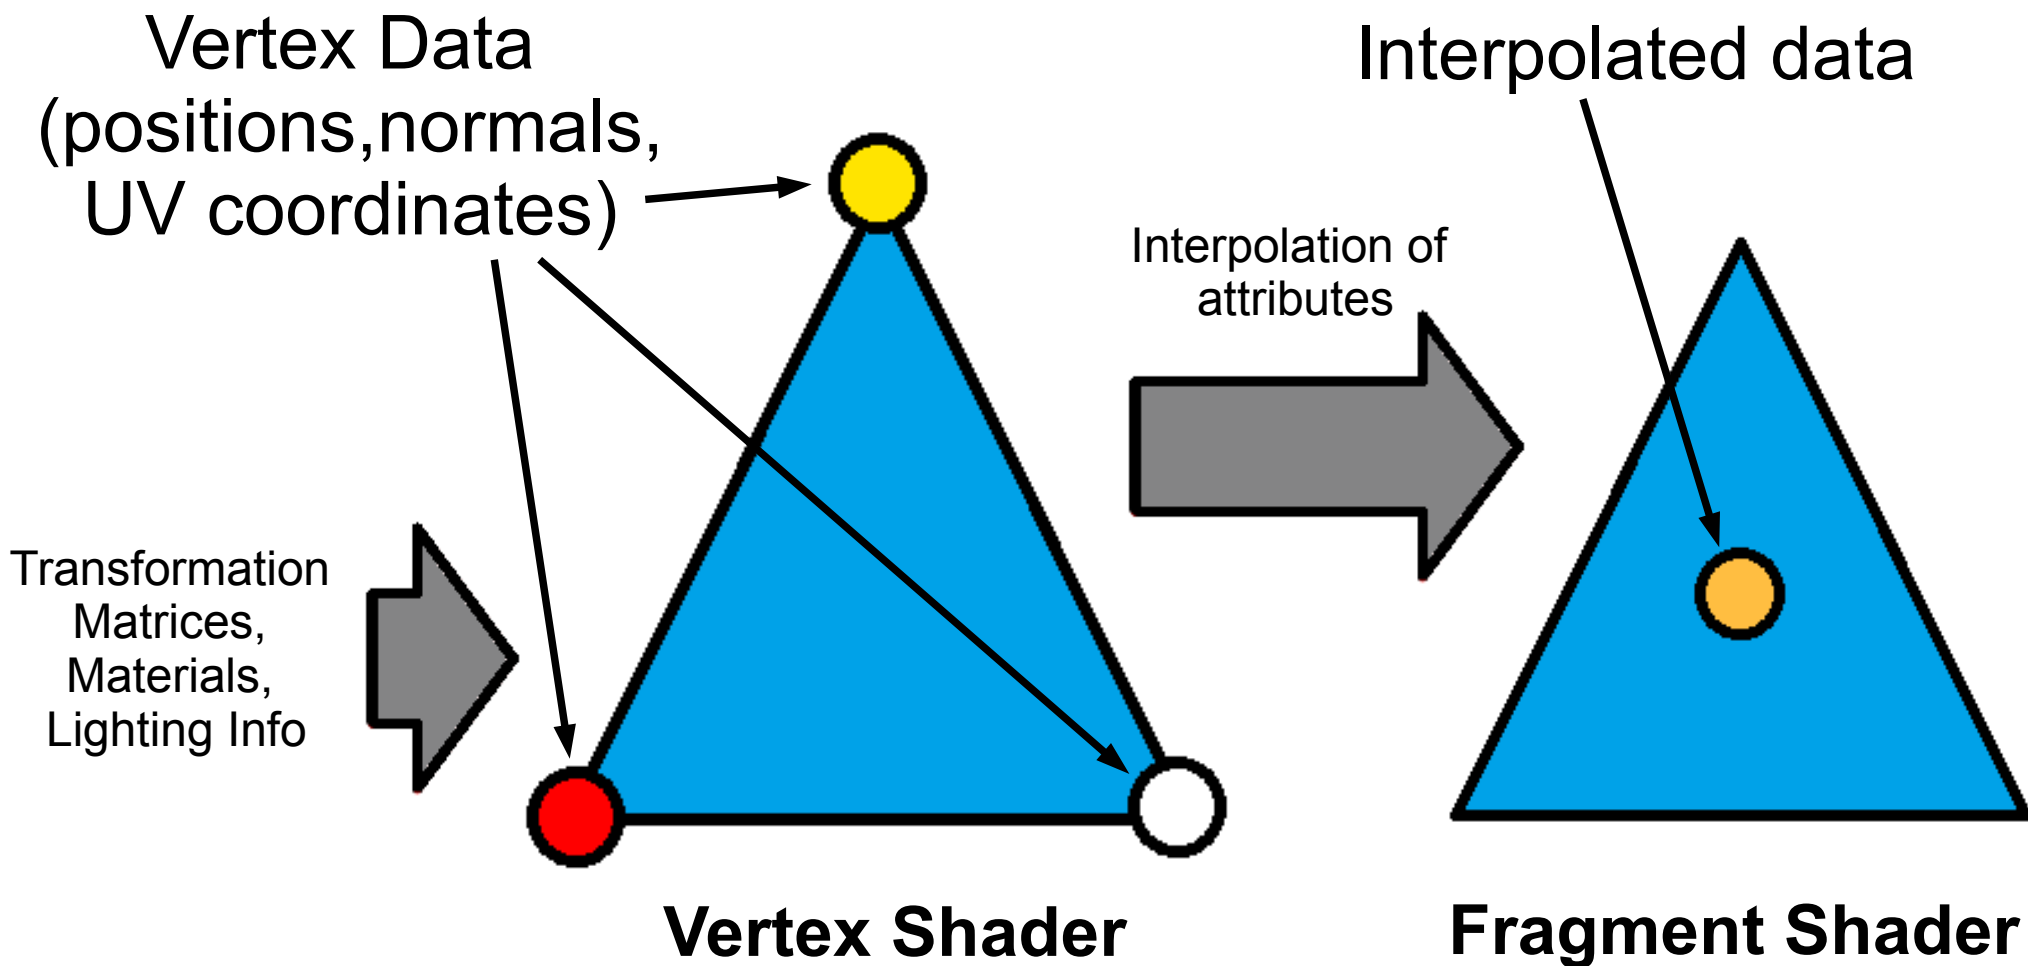 Vertex Data
(positions,normals,
UV coordinates)
Interpolated data
Interpolation of
attributes
Transformation
Matrices,
Materials,
Lighting Info
Vertex Shader
Fragment Shader